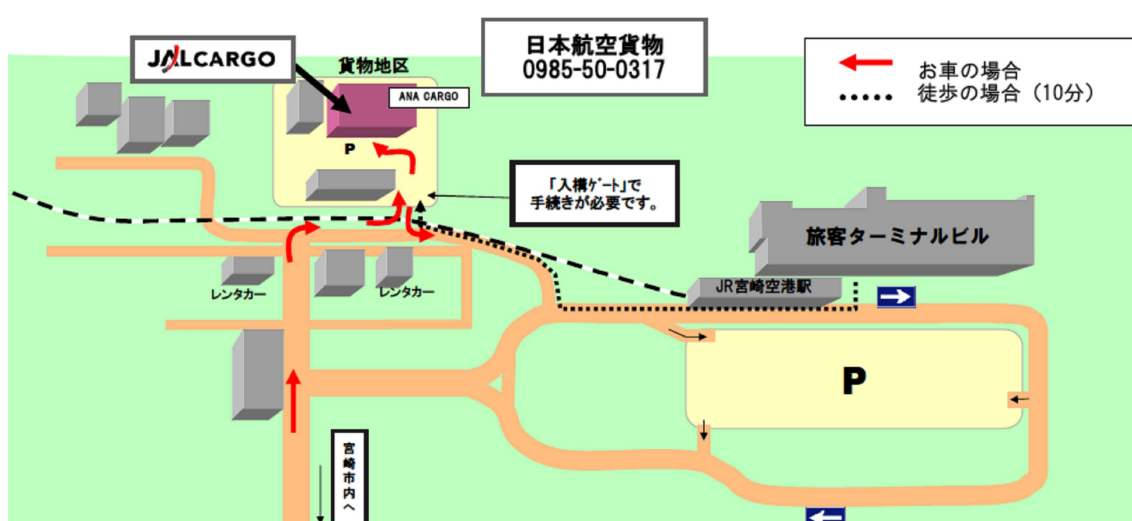 JALCARGO
日本航空貨物
0985-50-0317
お車の場合
徒歩の場合（10分）
貨物地区
ANA CARGO
P
「入構ｹﾞｰﾄ」で
手続きが必要です。
旅客ターミナルビル
レンタカー
レンタカー
JR宮崎空港駅
P
宮崎市内へ